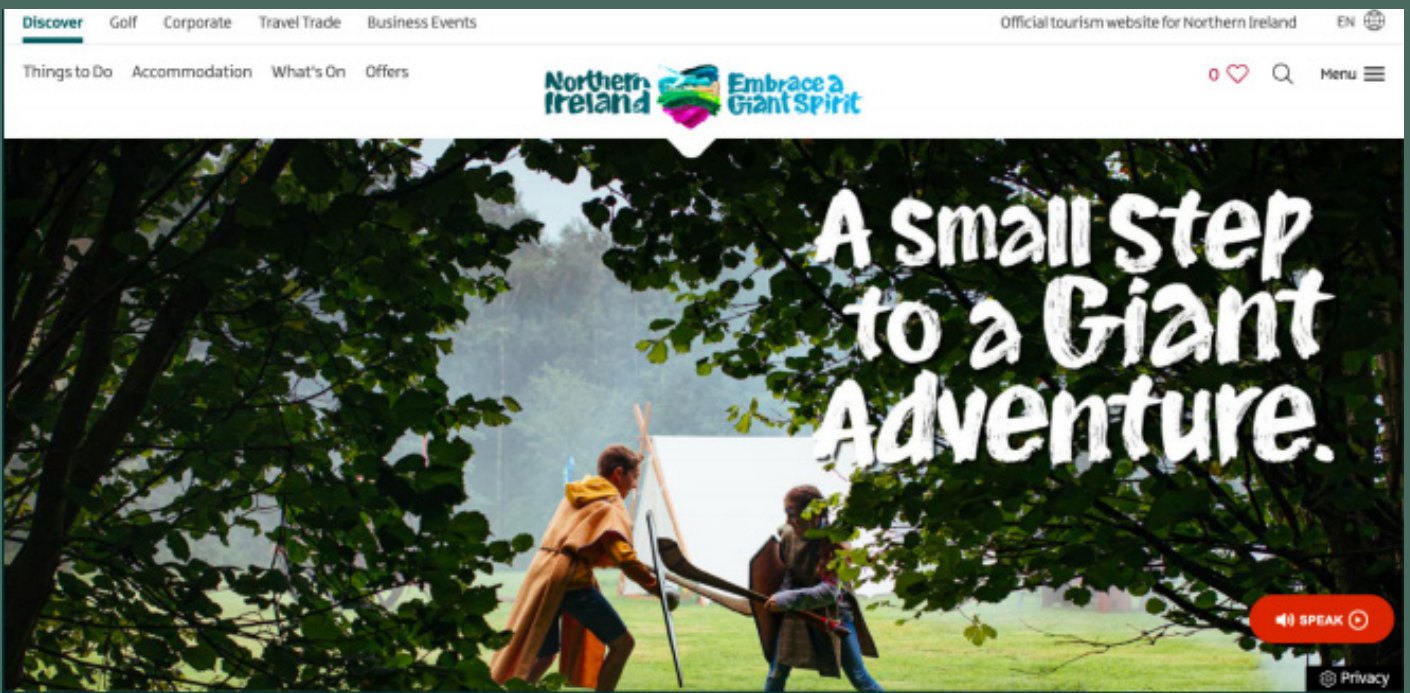 Discover Golf Corporate Travel Trade Business Events Official tourism website for Northern Ireland EN
Things to Do Accommodation What's On Offers
Northern Ireland
Embrace a Giant Spirit
0 Menu
A small step
to a Giant
Adventure.
SPEAK
Privacy